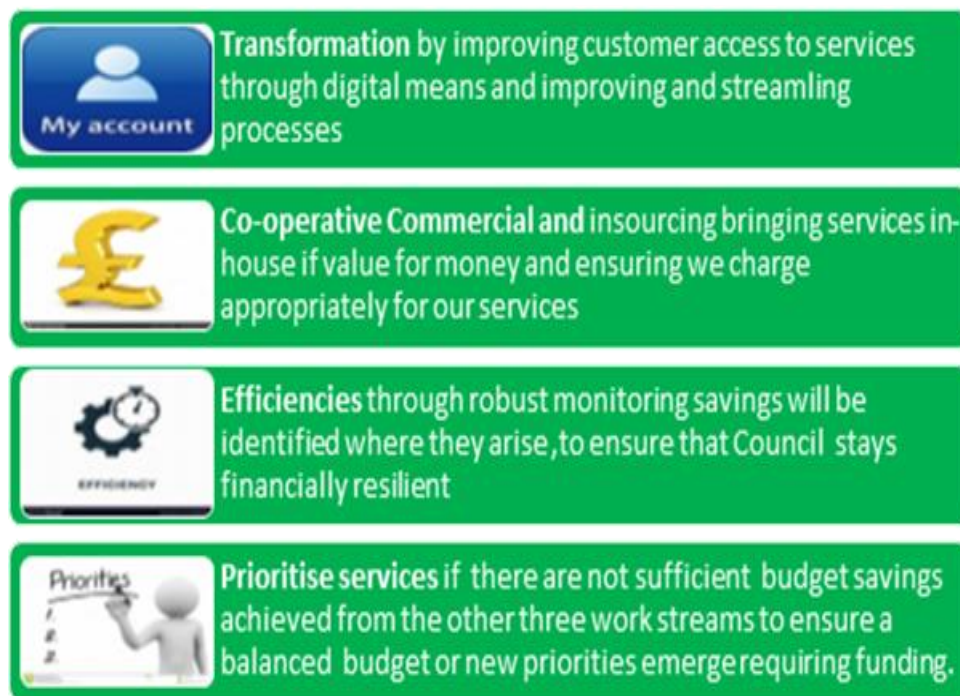 My account
Transformation by improving customer access to services
through digital means and improving and streamling
processes
Co-operative Commercial and insourcing bringing services in-
house if value for money and ensuring we charge
appropriately for our services
EFFICIENCY
Efficiencies through robust monitoring savings will be
identified where they arise, to ensure that Council stays
financially resilient
Priorities
1.
2.
3.
Prioritise services if there are not sufficient budget savings
achieved from the other three work streams to ensure a
balanced budget or new priorities emerge requiring funding.